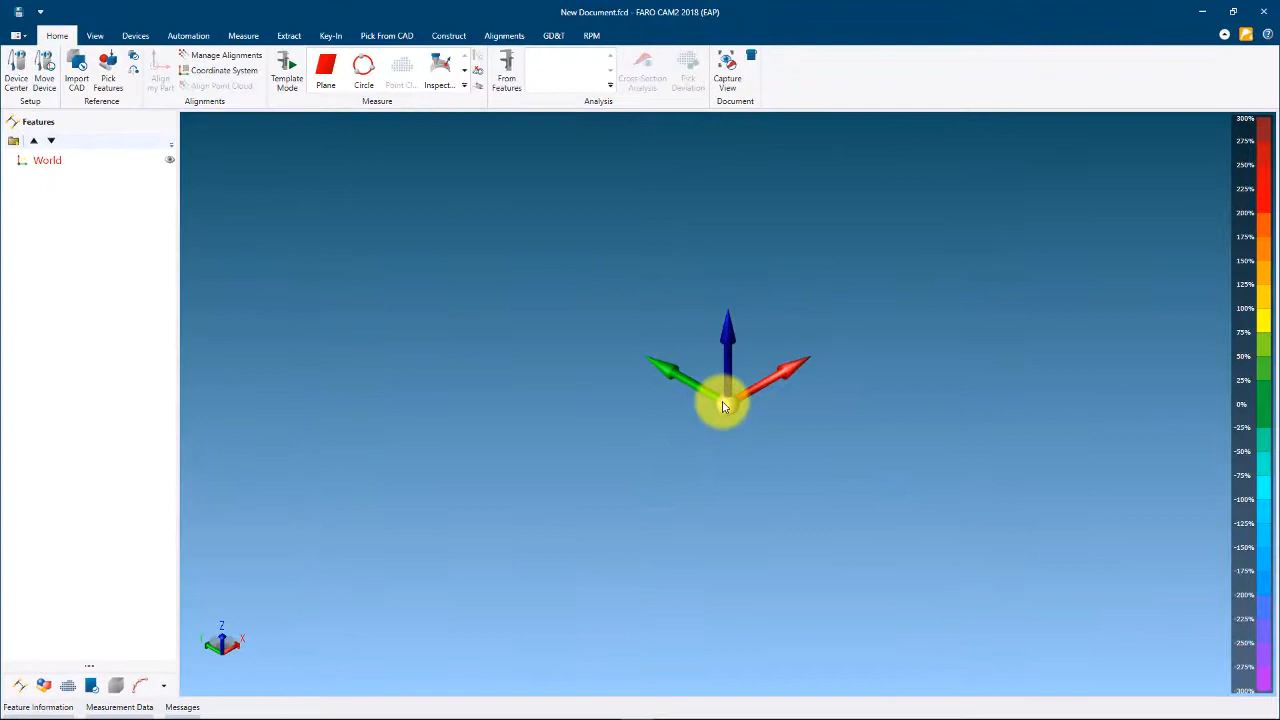 New Document.fcd - FARO CAM2 2018 (EAP)
Home View Devices Automation Measure Extract Key-In Pick From CAD Construct Alignments GD&T RPM
Device Center
Move Device
Setup
Import CAD
Pick Features
Reference
Align my Part
Manage Alignments
Coordinate System
Align Point Cloud
Alignments
Template Mode
Plane
Circle
Point Cl...
Inspect...
Measure
From Features
Cross-Section Analysis
Pick Deviation
Analysis
Capture View
Document
Features
World
300%
275%
250%
225%
200%
175%
150%
125%
100%
75%
50%
25%
0%
-25%
-50%
-75%
-100%
-125%
-150%
-175%
-200%
-225%
-250%
-275%
-300%
Z
X
Feature Information Measurement Data Messages